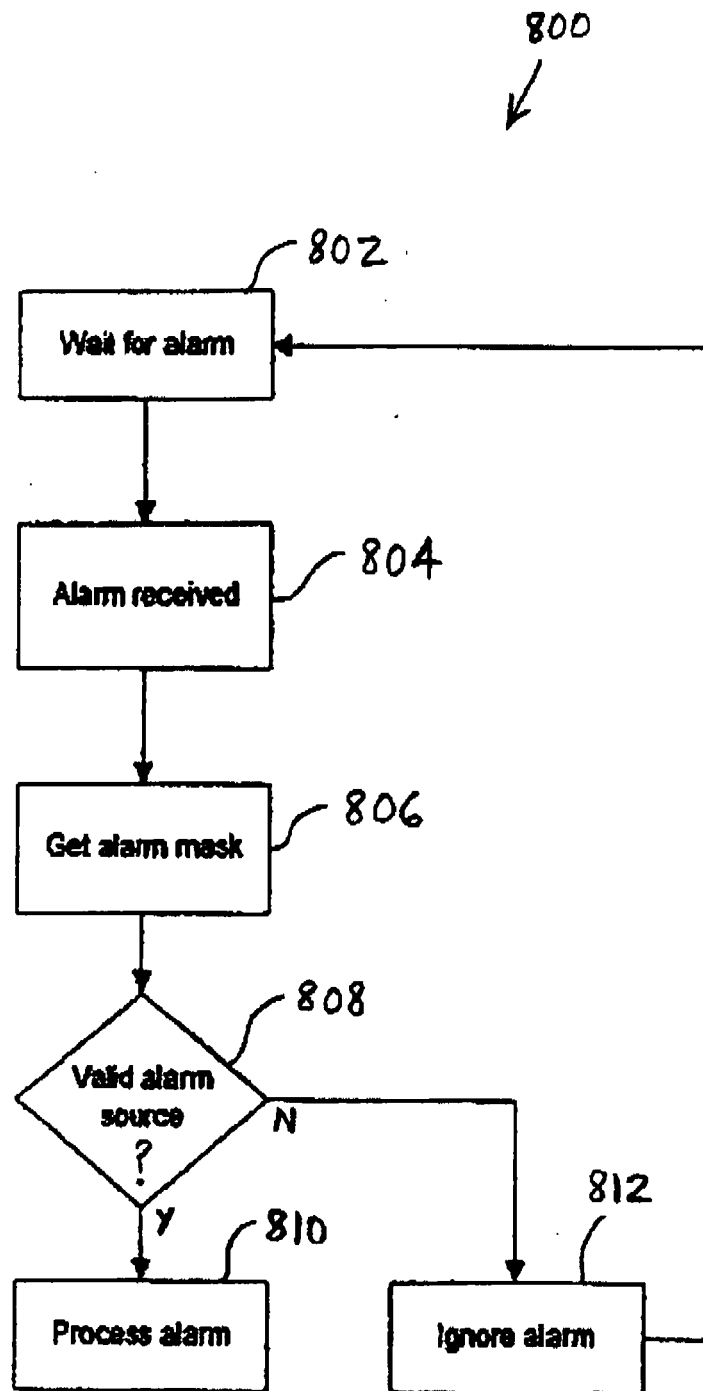 800
802
Wait for alarm
804
Alarm received
806
Get alarm mask
808
Valid alarm
source
?
N
Y
810
Process alarm
812
Ignore alarm